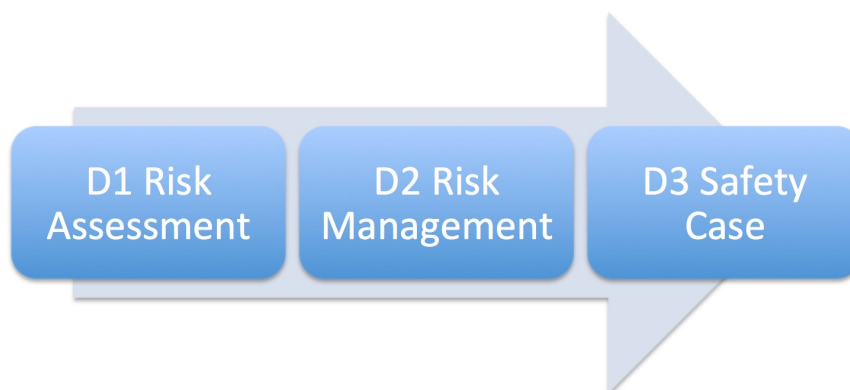 D1 Risk
Assessment
D2 Risk
Management
D3 Safety
Case